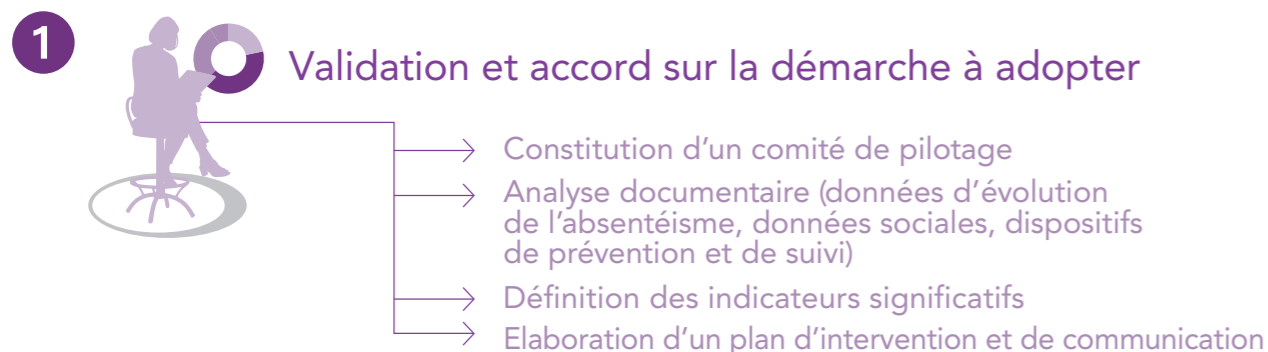 1
Validation et accord sur la démarche à adopter
Constitution d’un comité de pilotage
Analyse documentaire (données d’évolution
de l’absentéisme, données sociales, dispositifs
de prévention et de suivi)
Définition des indicateurs significatifs
Elaboration d’un plan d’intervention et de communication